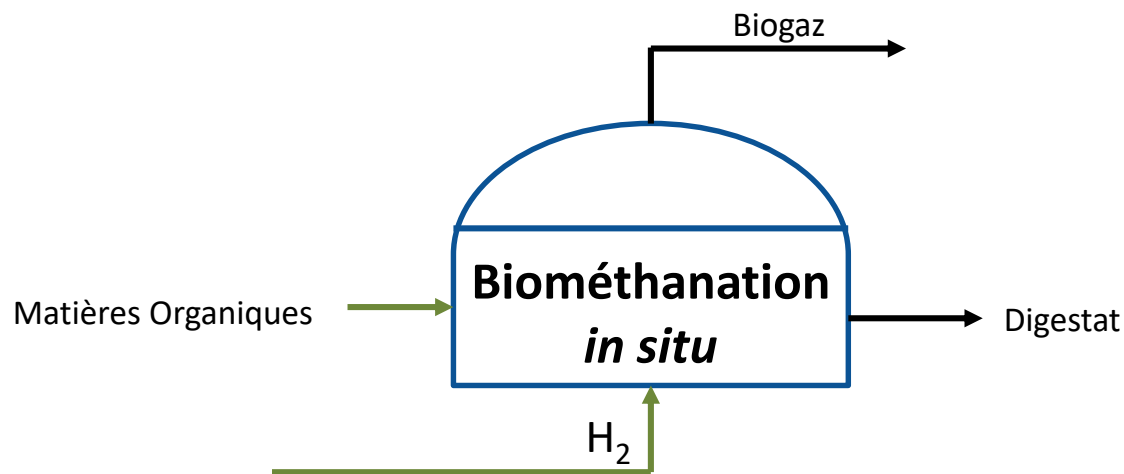 Biogaz
Biométhanation
in situ
Matières Organiques
Digestat
H₂